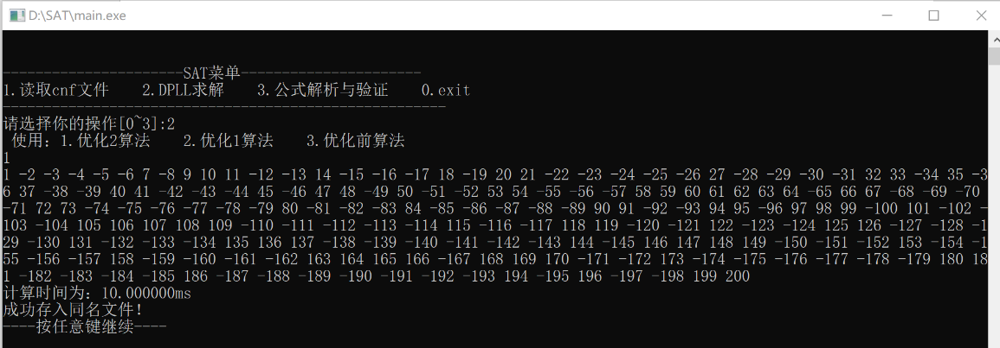 D:\SAT\main.exe
----------------------SAT菜单----------------------
1.读取cnf文件    2.DPLL求解    3.公式解析与验证    0.exit
------------------------------------------------------
请选择你的操作[0~3]:2
 使用：1.优化2算法    2.优化1算法    3.优化前算法
1
1 -2 -3 -4 -5 -6 7 -8 9 10 11 -12 -13 14 -15 -16 -17 18 -19 20 21 -22 -23 -24 -25 -26 27 -28 -29 -30 -31 32 33 -34 35 -3
6 37 -38 -39 40 41 -42 -43 -44 45 -46 47 48 -49 50 -51 -52 53 54 -55 -56 -57 58 59 60 61 62 63 64 -65 66 67 -68 -69 -70
-71 72 73 -74 -75 -76 -77 -78 -79 80 -81 -82 -83 84 -85 -86 -87 -88 -89 90 91 -92 -93 94 95 -96 97 98 99 -100 101 -102 -
103 -104 105 106 107 108 109 -110 -111 -112 -113 -114 115 -116 -117 118 119 -120 -121 122 -123 -124 125 126 -127 -128 -1
29 -130 131 -132 -133 -134 135 136 137 -138 -139 -140 -141 -142 -143 -144 -145 146 147 148 149 -150 -151 -152 153 -154 -1
55 -156 -157 158 -159 -160 -161 -162 163 164 165 166 -167 168 169 170 -171 -172 173 -174 -175 -176 -177 -178 -179 180 18
1 -182 -183 -184 -185 186 -187 -188 -189 -190 -191 -192 -193 194 -195 196 -197 -198 199 200
计算时间为：10.000000ms
成功存入同名文件！
----按任意键继续----